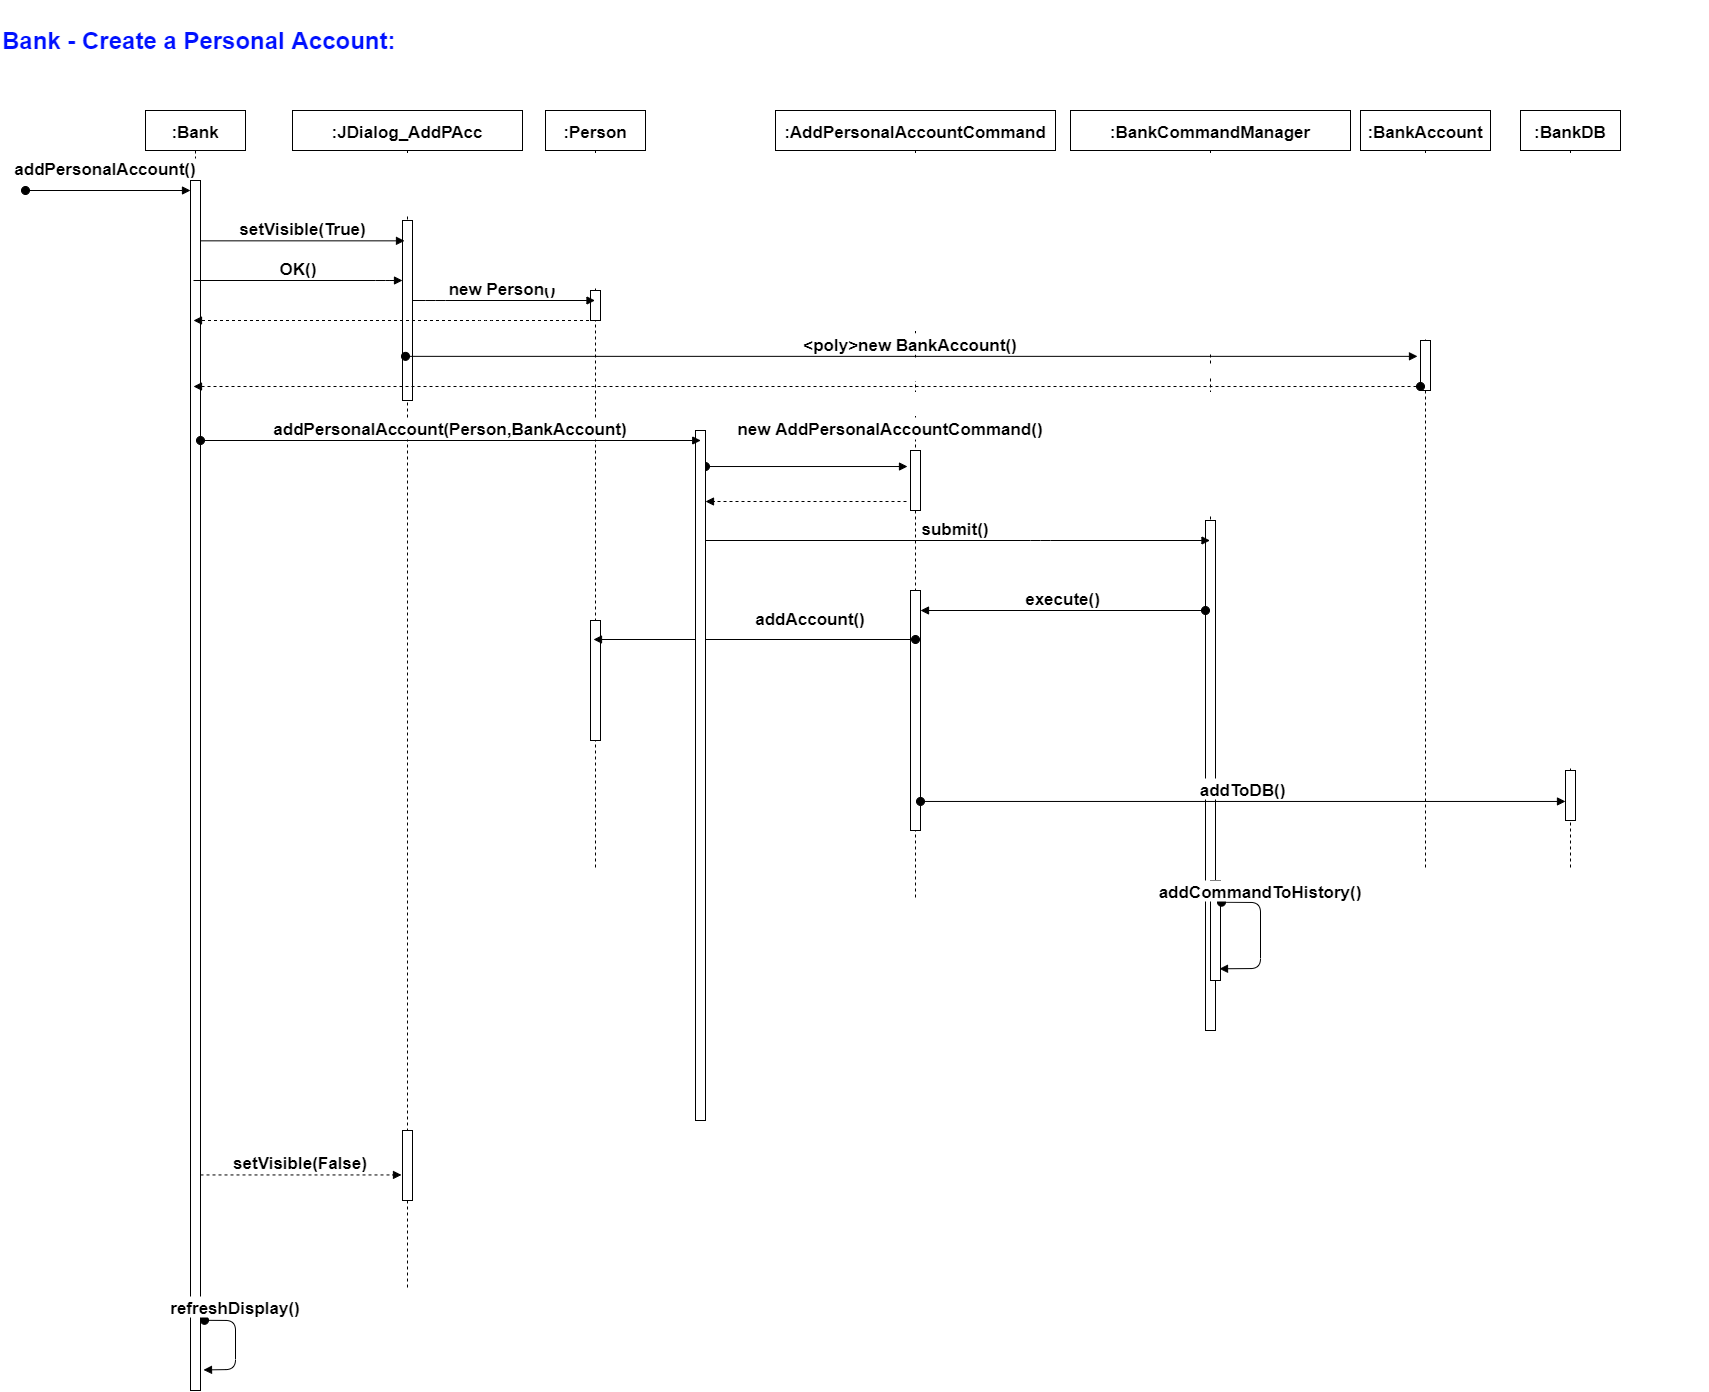 Bank - Create a Personal Account:
:Bank
:JDialog_AddPAcc
:Person
:AddPersonalAccountCommand
:BankCommandManager
:BankAccount
:BankDB
addPersonalAccount()
setVisible(True)
OK()
new Person()
<poly>new BankAccount()
addPersonalAccount(Person,BankAccount)
new AddPersonalAccountCommand()
submit()
execute()
addAccount()
addToDB()
addCommandToHistory()
setVisible(False)
refreshDisplay()